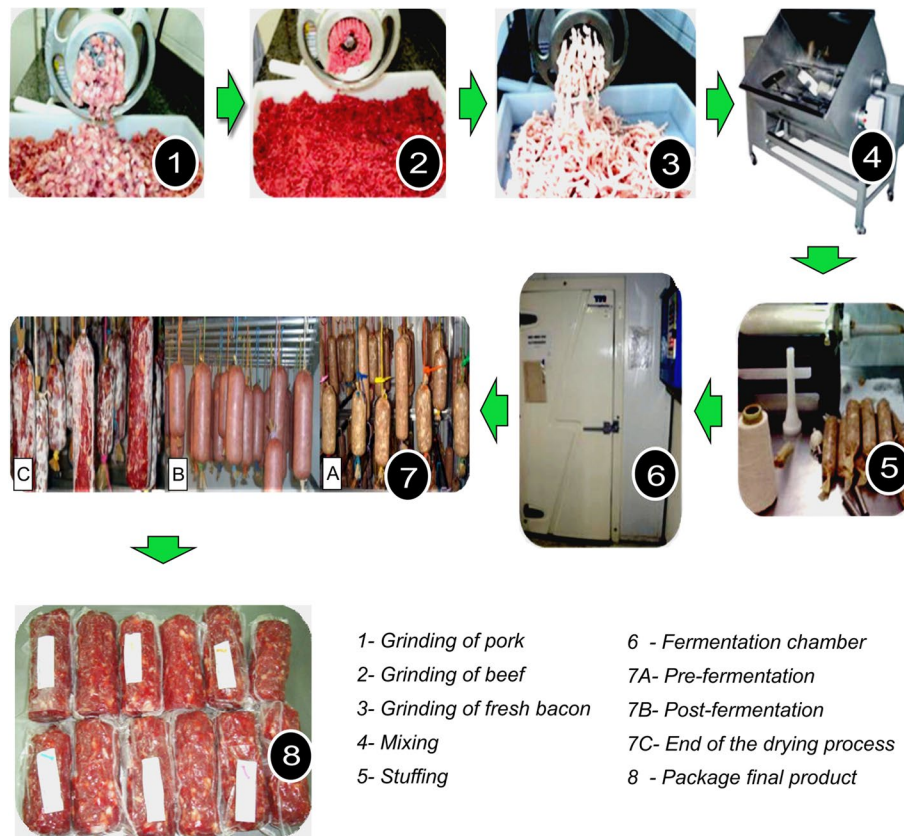 1
2
3
4
C
B
A
7
6
5
8
1- Grinding of pork
2- Grinding of beef
3- Grinding of fresh bacon
4- Mixing
5- Stuffing
6 - Fermentation chamber
7A- Pre-fermentation
7B- Post-fermentation
7C- End of the drying process
8 - Package final product